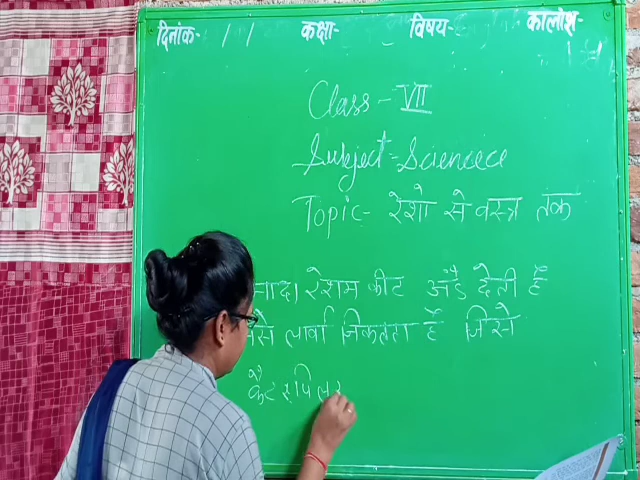 दिनांक- / / कक्षा- विषय- कालांश-
Class - VII
Subject - Sciencece
Topic - रेशो से वस्त्र तक
मादा रेशम कीट अंडे देती हैं
जिसे लार्वा निकलता हैं जिसे
कैटरपिलर